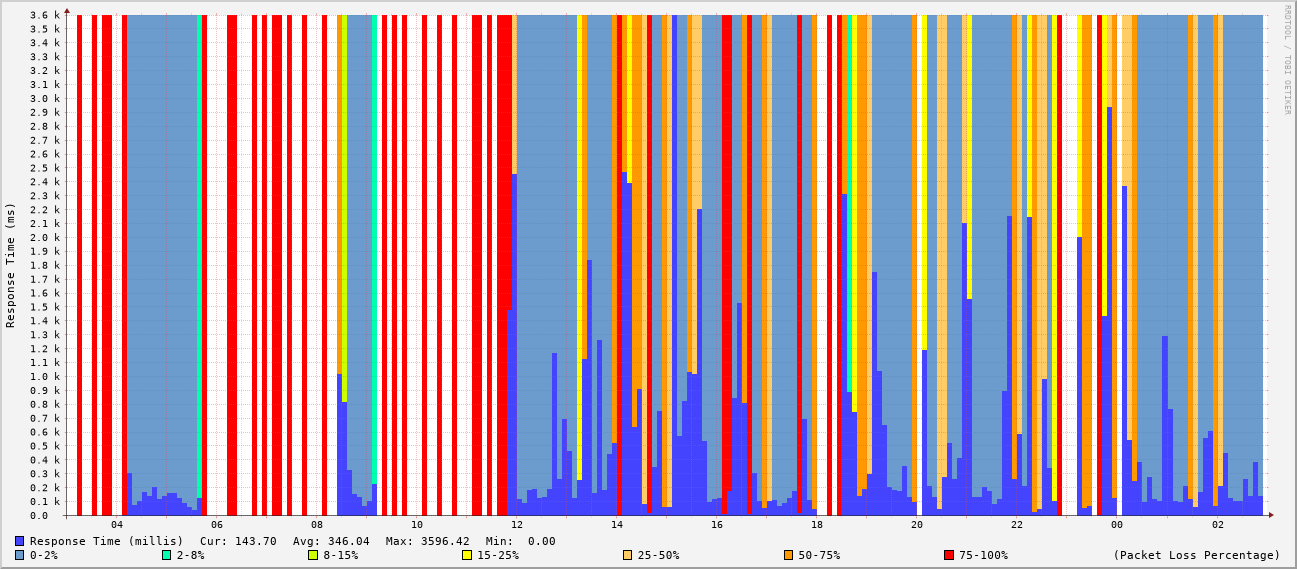 RRDTOOL / TOBI OETIKER
Response Time (ms)
3.6 k
3.5 k
3.4 k
3.3 k
3.2 k
3.1 k
3.0 k
2.9 k
2.8 k
2.7 k
2.6 k
2.5 k
2.4 k
2.3 k
2.2 k
2.1 k
2.0 k
1.9 k
1.8 k
1.7 k
1.6 k
1.5 k
1.4 k
1.3 k
1.2 k
1.1 k
1.0 k
0.9 k
0.8 k
0.7 k
0.6 k
0.5 k
0.4 k
0.3 k
0.2 k
0.1 k
0.0
04 06 08 10 12 14 16 18 20 22 00 02
Response Time (millis) Cur: 143.70 Avg: 346.04 Max: 3596.42 Min: 0.00
0-2% 2-8% 8-15% 15-25% 25-50% 50-75% 75-100% (Packet Loss Percentage)